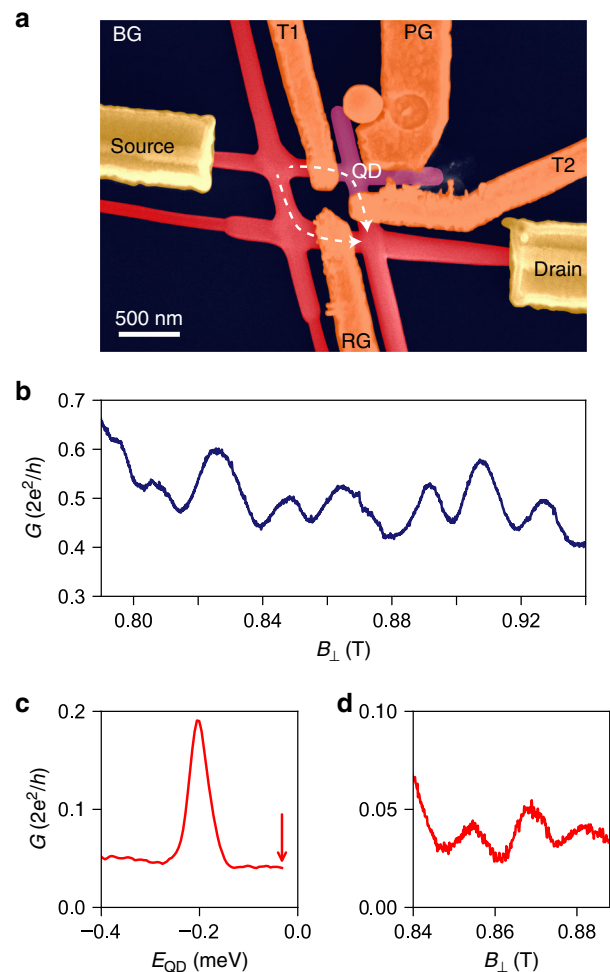 a
BG
T1
PG
Source
QD
T2
Drain
500 nm
RG
b
0.7
0.6
0.5
0.4
0.3
G (2e²/h)
0.80
0.84
0.88
0.92
B⊥ (T)
c
0.2
0.1
0.0
G (2e²/h)
−0.4
−0.2
0.0
E_QD (meV)
d
0.10
0.05
0.00
0.84
0.86
0.88
B⊥ (T)